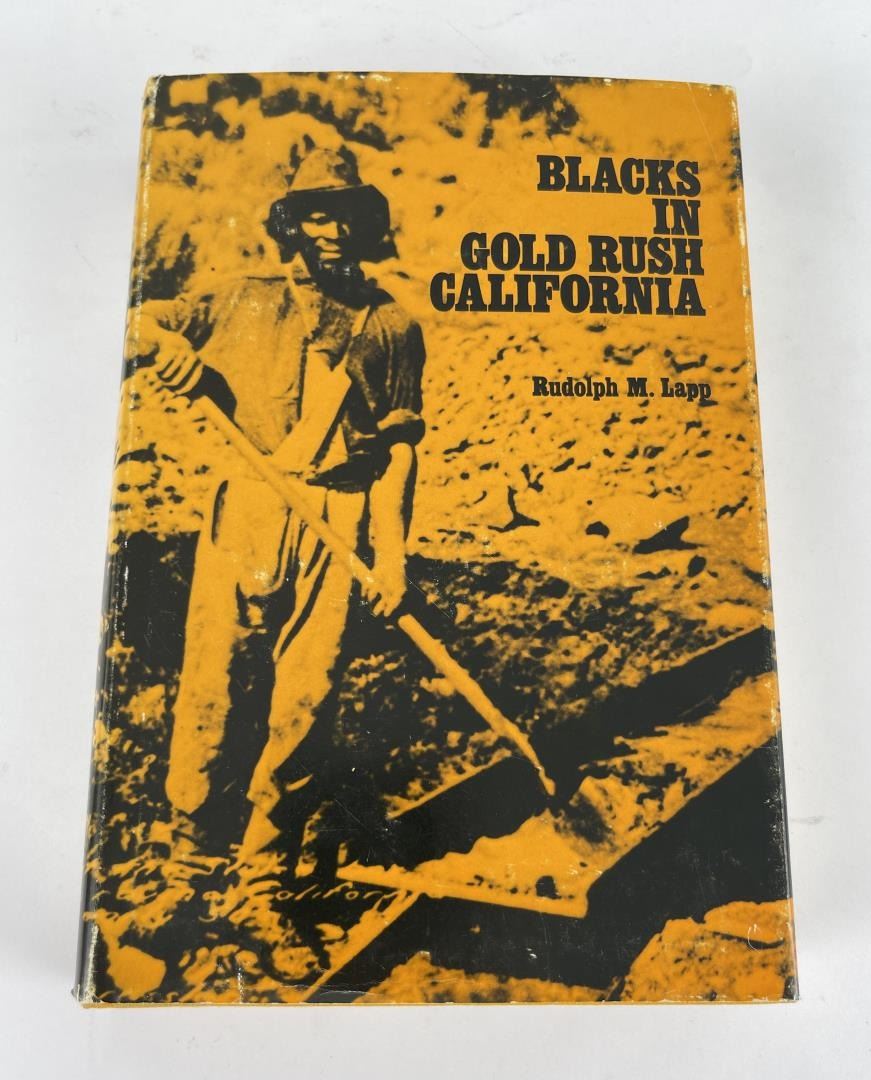 BLACKS
IN
GOLD RUSH
CALIFORNIA
Rudolph M. Lapp